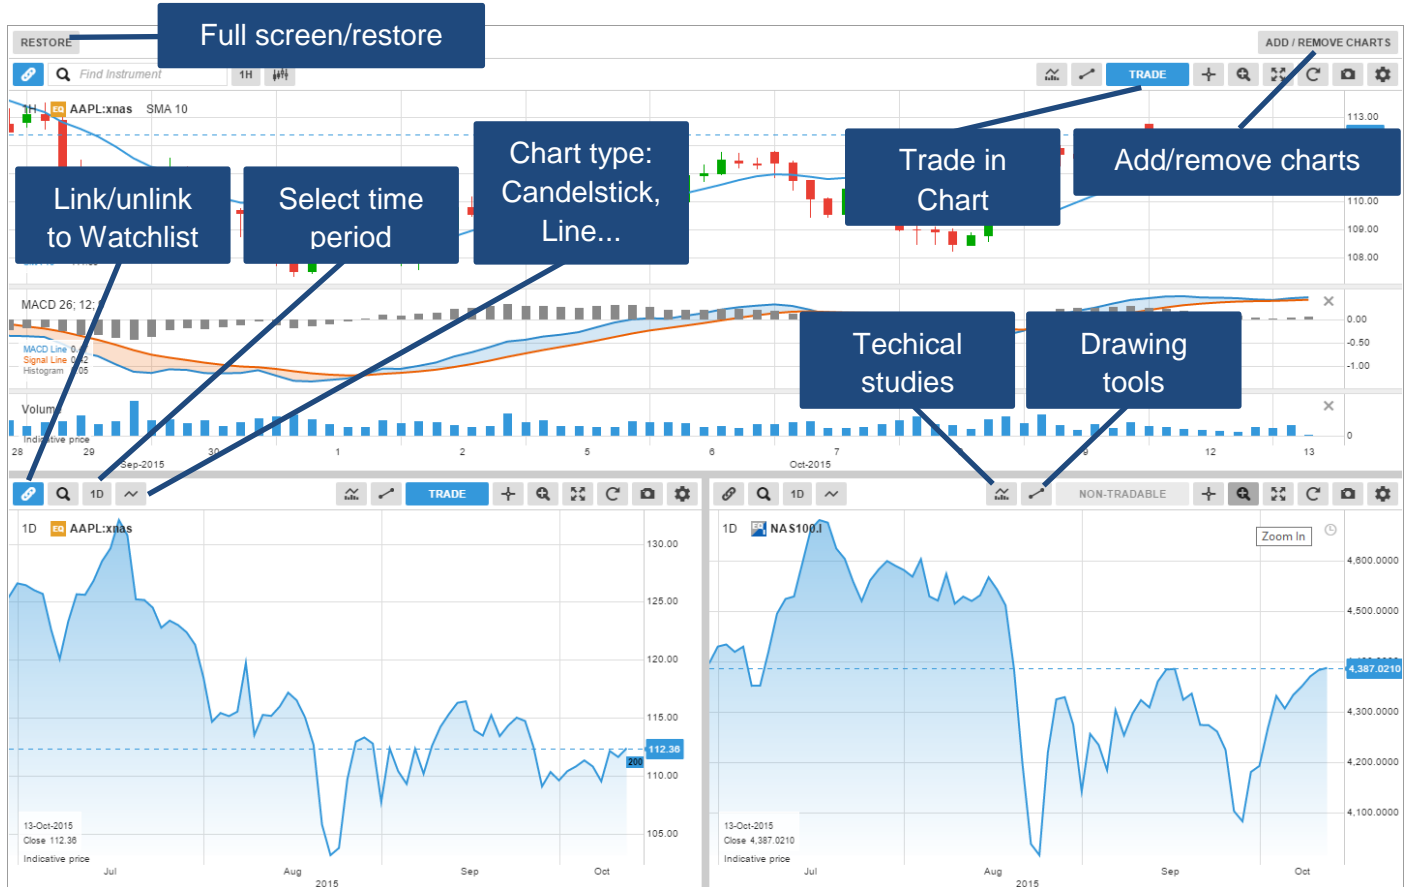 Full screen/restore
RESTORE
ADD / REMOVE CHARTS
Find Instrument
1H
TRADE
1H EQ AAPL:xnas SMA 10
113.00
Chart type:
Candelstick,
Line...
Trade in
Chart
Add/remove charts
Link/unlink
to Watchlist
Select time
period
110.00
109.00
108.00
MACD 26; 12;
MACD Line
Signal Line
Histogram
0.00
-0.50
-1.00
Techical
studies
Drawing
tools
Volume
Indicative price
0
28 29 30 1 2 5 6 7 9 12 13
Sep-2015 Oct-2015
1D TRADE
1D NON-TRADABLE
1D EQ AAPL:xnas
130.00
125.00
120.00
115.00
112.36
200
110.00
105.00
13-Oct-2015
Close 112.36
Indicative price
Jul Aug Sep Oct
2015
1D NAS100.I
Zoom In
4,600.0000
4,500.0000
4,387.0210
4,300.0000
4,200.0000
4,100.0000
13-Oct-2015
Close 4,387.0210
Indicative price
Jul Aug Sep Oct
2015